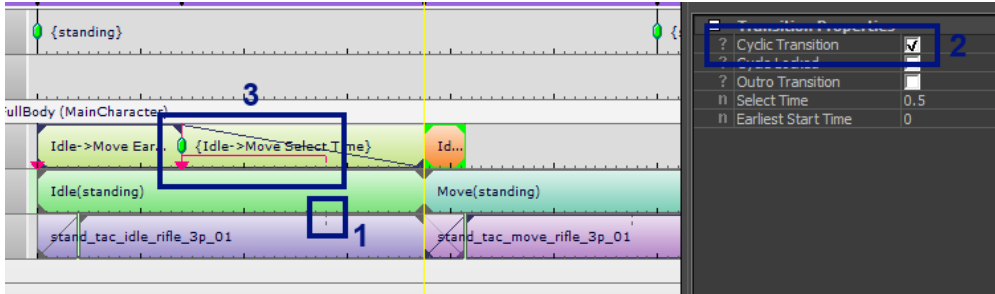 {standing}
{s
Transition Properties
? Cyclic Transition
2
? Cycle Locked
? Outro Transition
n Select Time 0.5
n Earliest Start Time 0
FullBody (MainCharacter)
3
Idle->Move Ear... {Idle->Move Select Time} Id...
Idle(standing) Move(standing)
1
stand_tac_idle_rifle_3p_01 stand_tac_move_rifle_3p_01